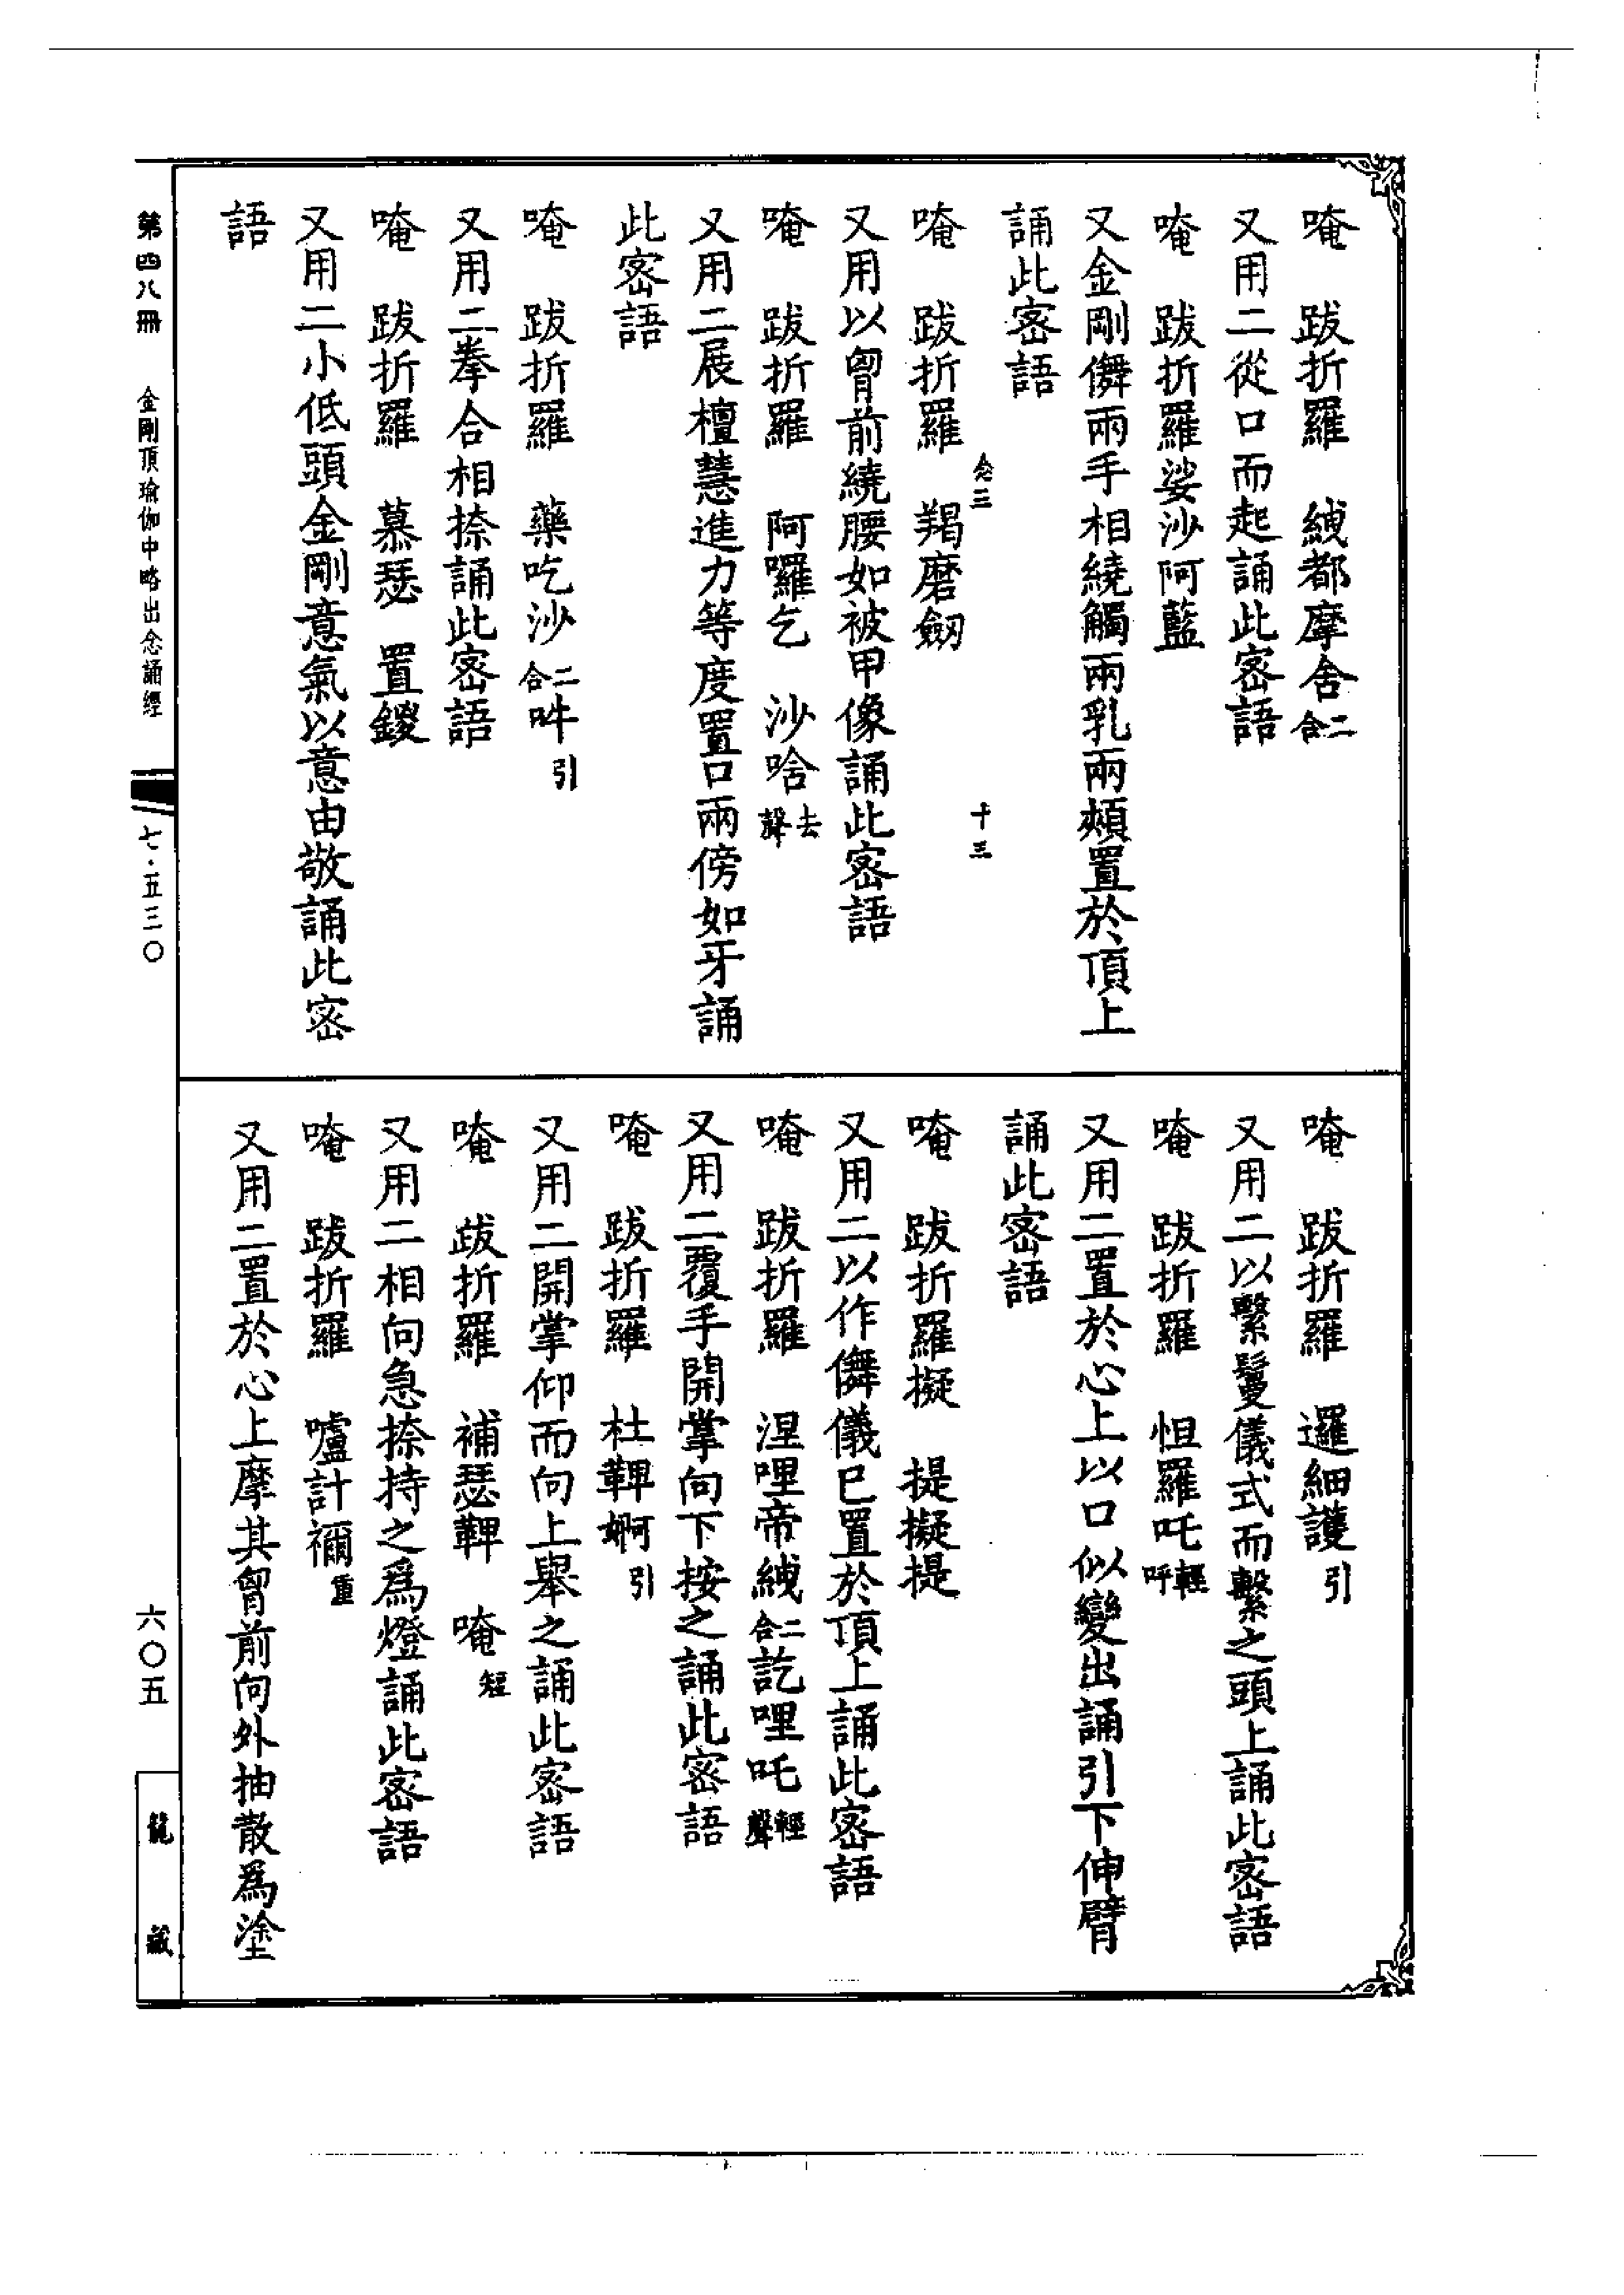 唵　跋折羅　綫都摩舍二合
又用二從口而起誦此密語
唵　跋折羅娑沙阿藍
又金剛儛兩手相繞觸兩乳兩頰置於頂上
誦此密語
念三　十三
唵　跋折羅　羯磨劒
又用以胷前繞腰如被甲像誦此密語
唵　跋折羅　阿囉乞　沙唅去聲
又用二展檀慧進力等度置口兩傍如牙誦
此密語
唵　跋折羅　藥吃沙二合吽引
又用二拳合相捺誦此密語
唵　跋折羅　慕瑟　置鑁
又用二小低頭金剛意氣以意由敬誦此密
語
唵　跋折羅　邏細護引
又用二以繫鬘儀式而繫之頭上誦此密語
唵　跋折羅　怛羅吒輕呼
又用二置於心上以口似變出誦引下伸臂
誦此密語
唵　跋折羅擬　提擬提
又用二以作儛儀已置於頂上誦此密語
唵　跋折羅　涅哩帝綫二合訖哩吒輕聲
又用二覆手開掌向下按之誦此密語
唵　跋折羅　杜鞞婀引
又用二開掌仰而向上舉之誦此密語
唵　跋折羅　補瑟鞞　唵短
又用二相向急捺持之為燈誦此密語
唵　跋折羅　嚧計禰重
又用二置於心上摩其胷前向外抽散為塗
第四八冊　金剛頂瑜伽中略出念誦經　七·五三〇　六〇五　龍藏